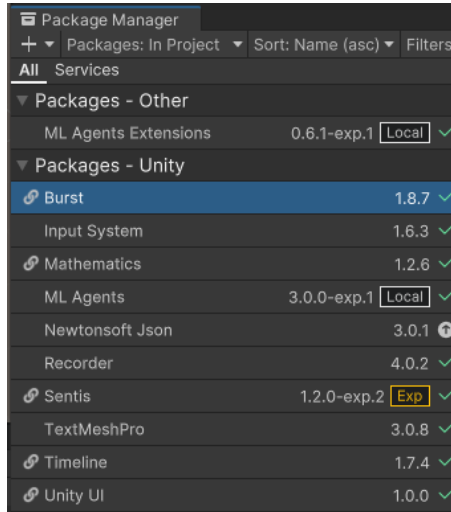 Package Manager
+ Packages: In Project Sort: Name (asc) Filters
All Services
Packages - Other
ML Agents Extensions 0.6.1-exp.1 Local
Packages - Unity
Burst 1.8.7
Input System 1.6.3
Mathematics 1.2.6
ML Agents 3.0.0-exp.1 Local
Newtonsoft Json 3.0.1
Recorder 4.0.2
Sentis 1.2.0-exp.2 Exp
TextMeshPro 3.0.8
Timeline 1.7.4
Unity UI 1.0.0